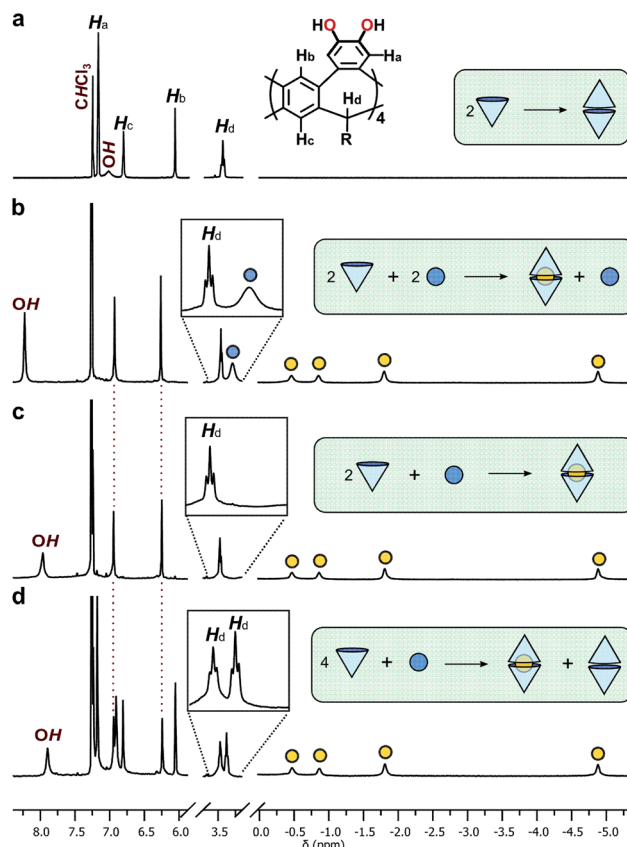 a
CHCl3
Ha
OH
Hc
Hb
Hd
HO OH
Hb
Ha
Hd
4
Hc
R
2
b
OH
Hd
Hd
2 + 2 +
c
OH
Hd
Hd
2 +
d
OH
Hd Hd
4 + +
8.0 7.5 7.0 6.5 6.0 3.5 0.0 -0.5 -1.0 -1.5 -2.0 -2.5 -3.0 -3.5 -4.0 -4.5 -5.0
δ (ppm)